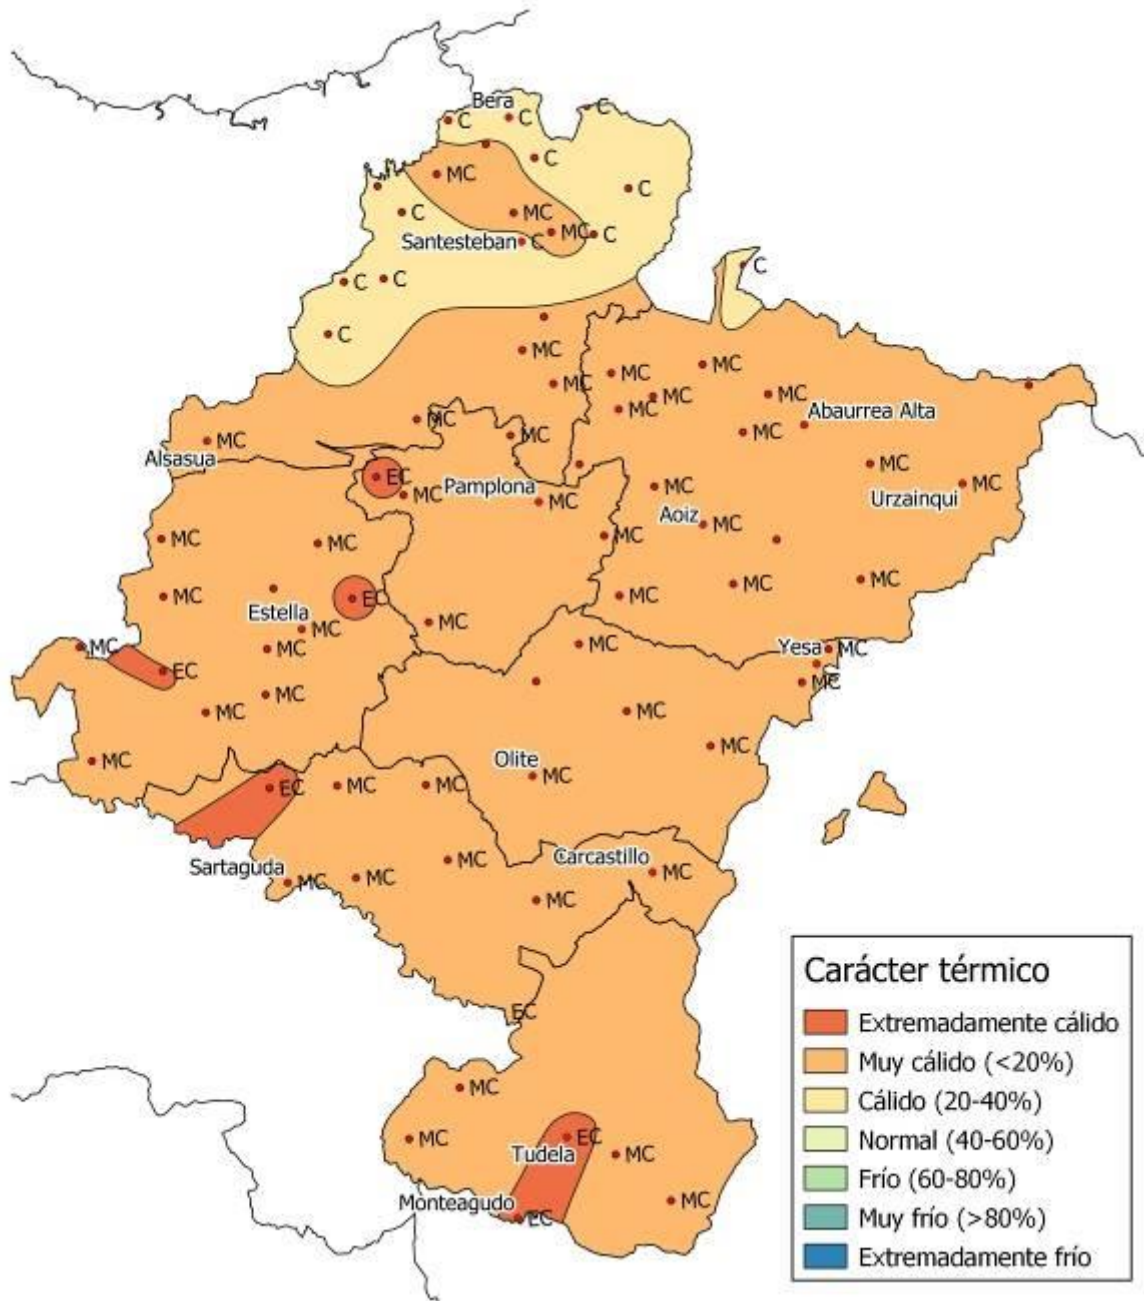 Bera
C
C
C
C
MC
C
C
MC
MC
C
Santesteban
C
C
C
C
C
MC
MC
MC
MC
MC
MC
MC
MC
Abaurrea Alta
MC
MC
MC
MC
Alsasua
MC
EC
MC
Pamplona
MC
MC
Urzainqui
MC
Aoiz
MC
MC
MC
MC
MC
MC
MC
MC
EC
Estella
MC
MC
MC
MC
MC
EC
Yesa
MC
MC
MC
MC
MC
MC
MC
Olite
MC
EC
MC
MC
Sartaguda
MC
MC
MC
Carcastillo
MC
MC
EC
MC
MC
Tudela
EC
MC
Monteagudo
EC
MC
Carácter térmico
Extremadamente cálido
Muy cálido (<20%)
Cálido (20-40%)
Normal (40-60%)
Frío (60-80%)
Muy frío (>80%)
Extremadamente frío